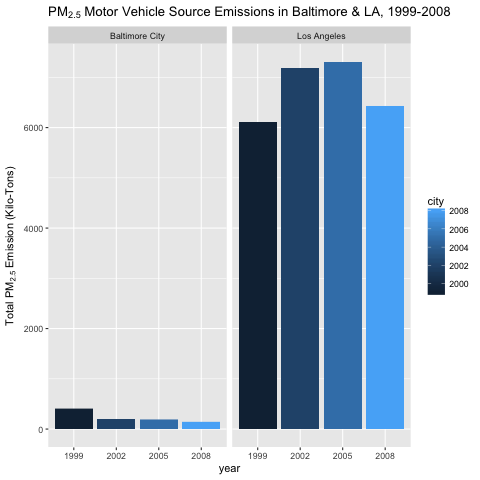 PM2.5 Motor Vehicle Source Emissions in Baltimore & LA, 1999-2008
Baltimore City
Los Angeles
Total PM2.5 Emission (Kilo-Tons)
6000
4000
2000
0
1999 2002 2005 2008
1999 2002 2005 2008
year
city
2008
2006
2004
2002
2000